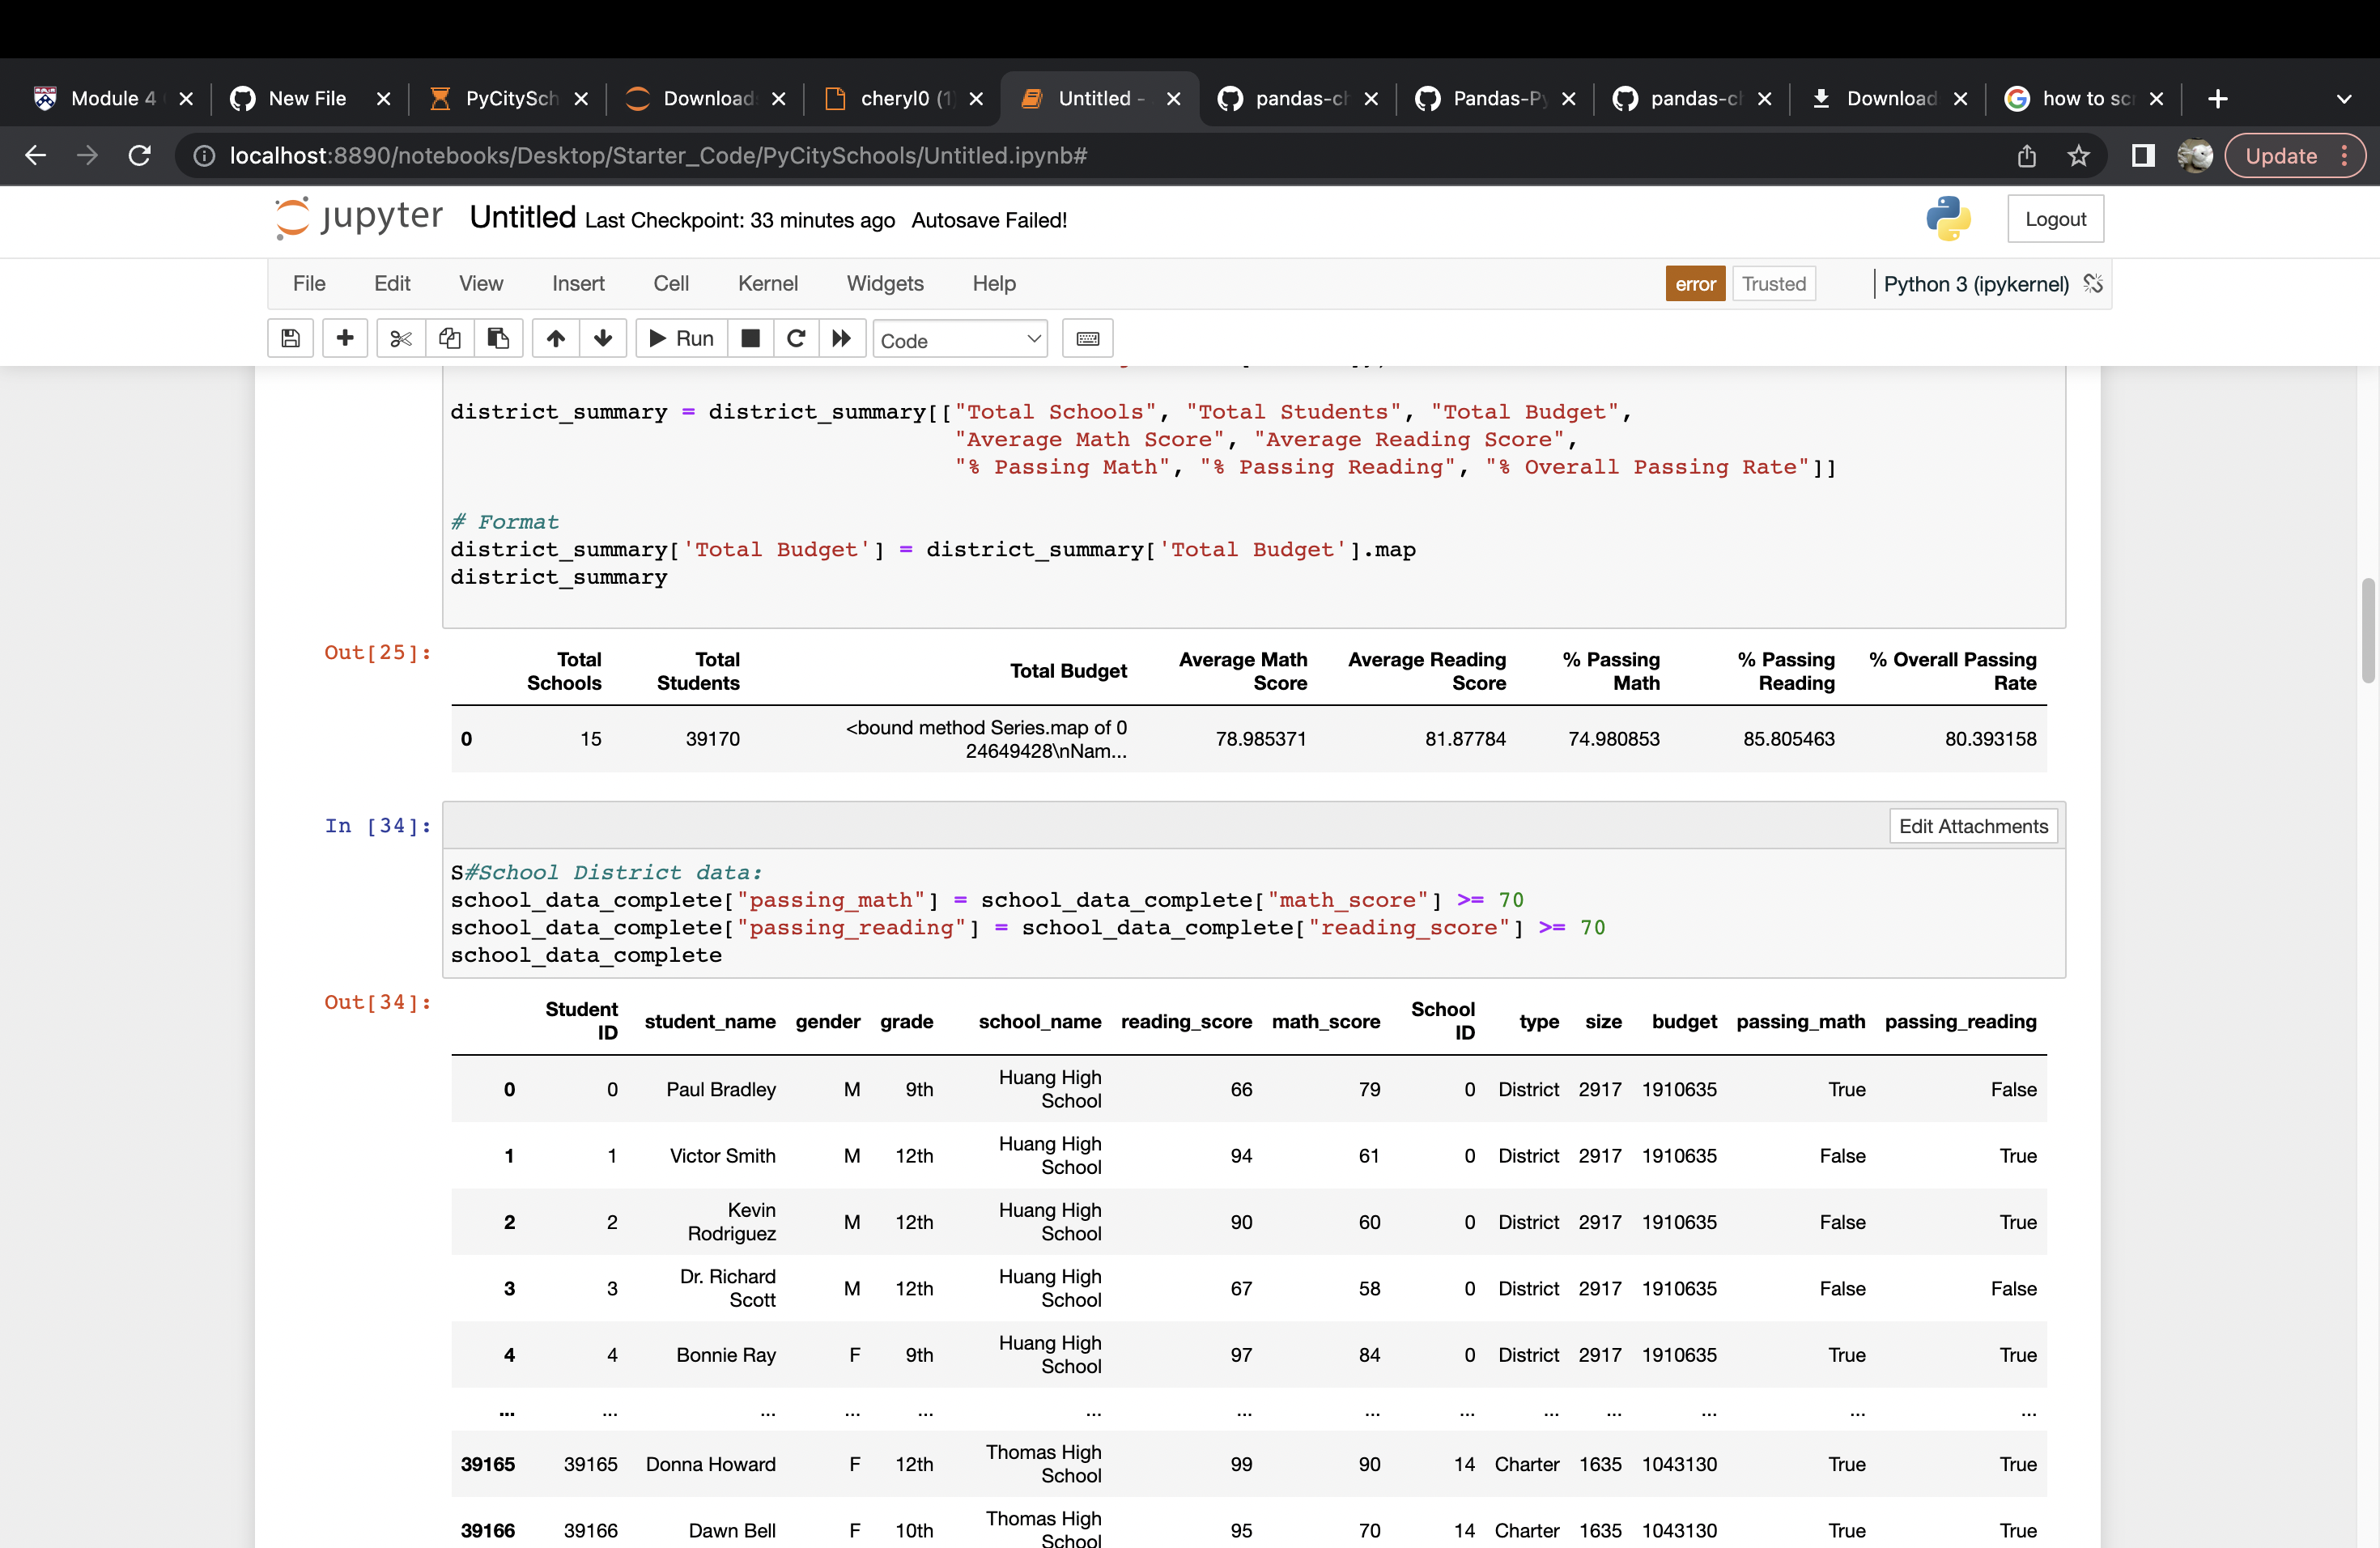 Module 4
New File
PyCitySch
Download
cheryl0 (1)
Untitled -
pandas-ch
Pandas-Py
pandas-ch
Download
how to scr
localhost:8890/notebooks/Desktop/Starter_Code/PyCitySchools/Untitled.ipynb#
Update
jupyter Untitled Last Checkpoint: 33 minutes ago Autosave Failed!
Logout
File Edit View Insert Cell Kernel Widgets Help error Trusted Python 3 (ipykernel)
Run Code
district_summary = district_summary[["Total Schools", "Total Students", "Total Budget",
"Average Math Score", "Average Reading Score",
"% Passing Math", "% Passing Reading", "% Overall Passing Rate"]]
# Format
district_summary['Total Budget'] = district_summary['Total Budget'].map
district_summary
Out[25]:
Total Schools Total Students Total Budget Average Math Score Average Reading Score % Passing Math % Passing Reading % Overall Passing Rate
0 15 39170 <bound method Series.map of 0 24649428\nNam... 78.985371 81.87784 74.980853 85.805463 80.393158
In [34]: Edit Attachments
S#School District data:
school_data_complete["passing_math"] = school_data_complete["math_score"] >= 70
school_data_complete["passing_reading"] = school_data_complete["reading_score"] >= 70
school_data_complete
Out[34]:
Student ID student_name gender grade school_name reading_score math_score School ID type size budget passing_math passing_reading
0 0 Paul Bradley M 9th Huang High School 66 79 0 District 2917 1910635 True False
1 1 Victor Smith M 12th Huang High School 94 61 0 District 2917 1910635 False True
2 2 Kevin Rodriguez M 12th Huang High School 90 60 0 District 2917 1910635 False True
3 3 Dr. Richard Scott M 12th Huang High School 67 58 0 District 2917 1910635 False False
4 4 Bonnie Ray F 9th Huang High School 97 84 0 District 2917 1910635 True True
... ... ... ... ... ... ... ... ... ... ... ... ... ...
39165 39165 Donna Howard F 12th Thomas High School 99 90 14 Charter 1635 1043130 True True
39166 39166 Dawn Bell F 10th Thomas High School 95 70 14 Charter 1635 1043130 True True